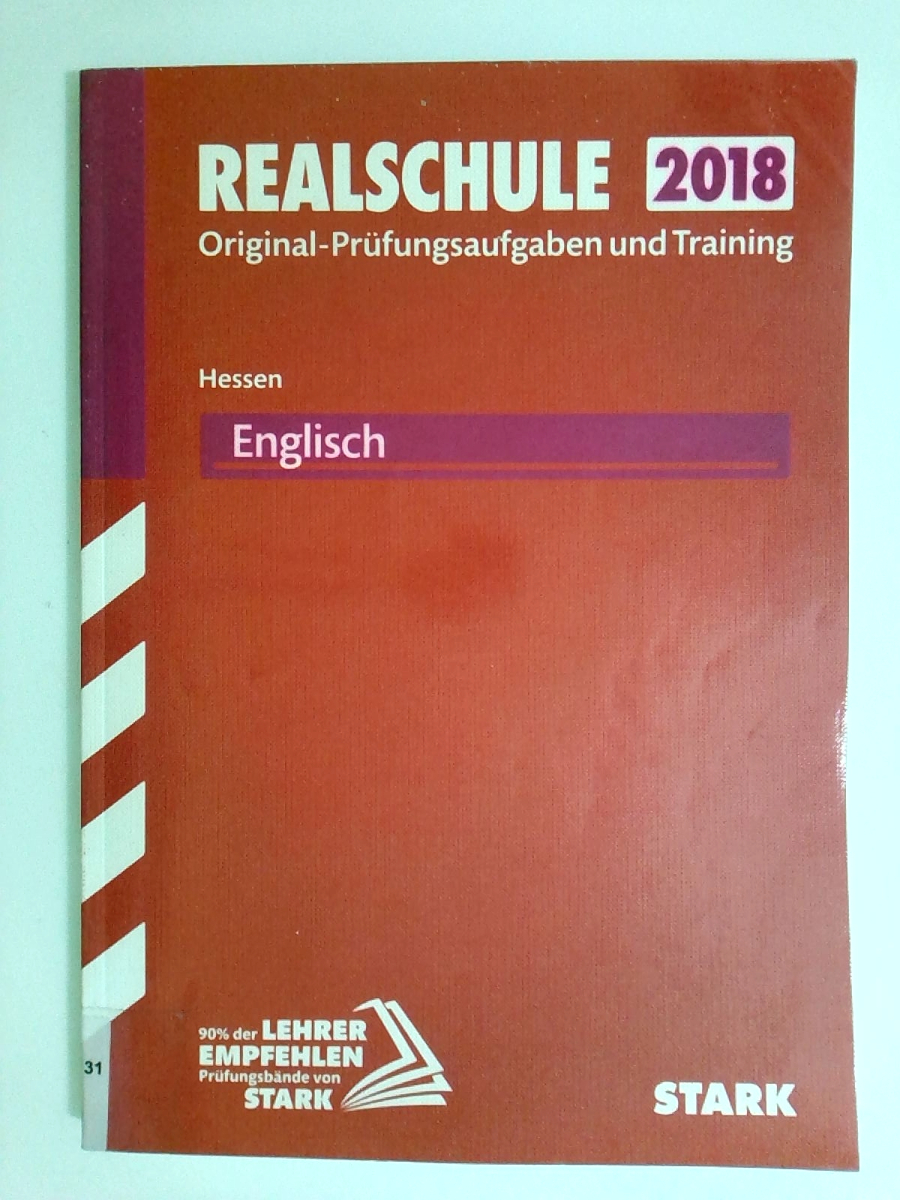 REALSCHULE 2018
Original-Prüfungsaufgaben und Training
Hessen
Englisch
90% der LEHRER
EMPFEHLEN
Prüfungsbände von
STARK
31
STARK